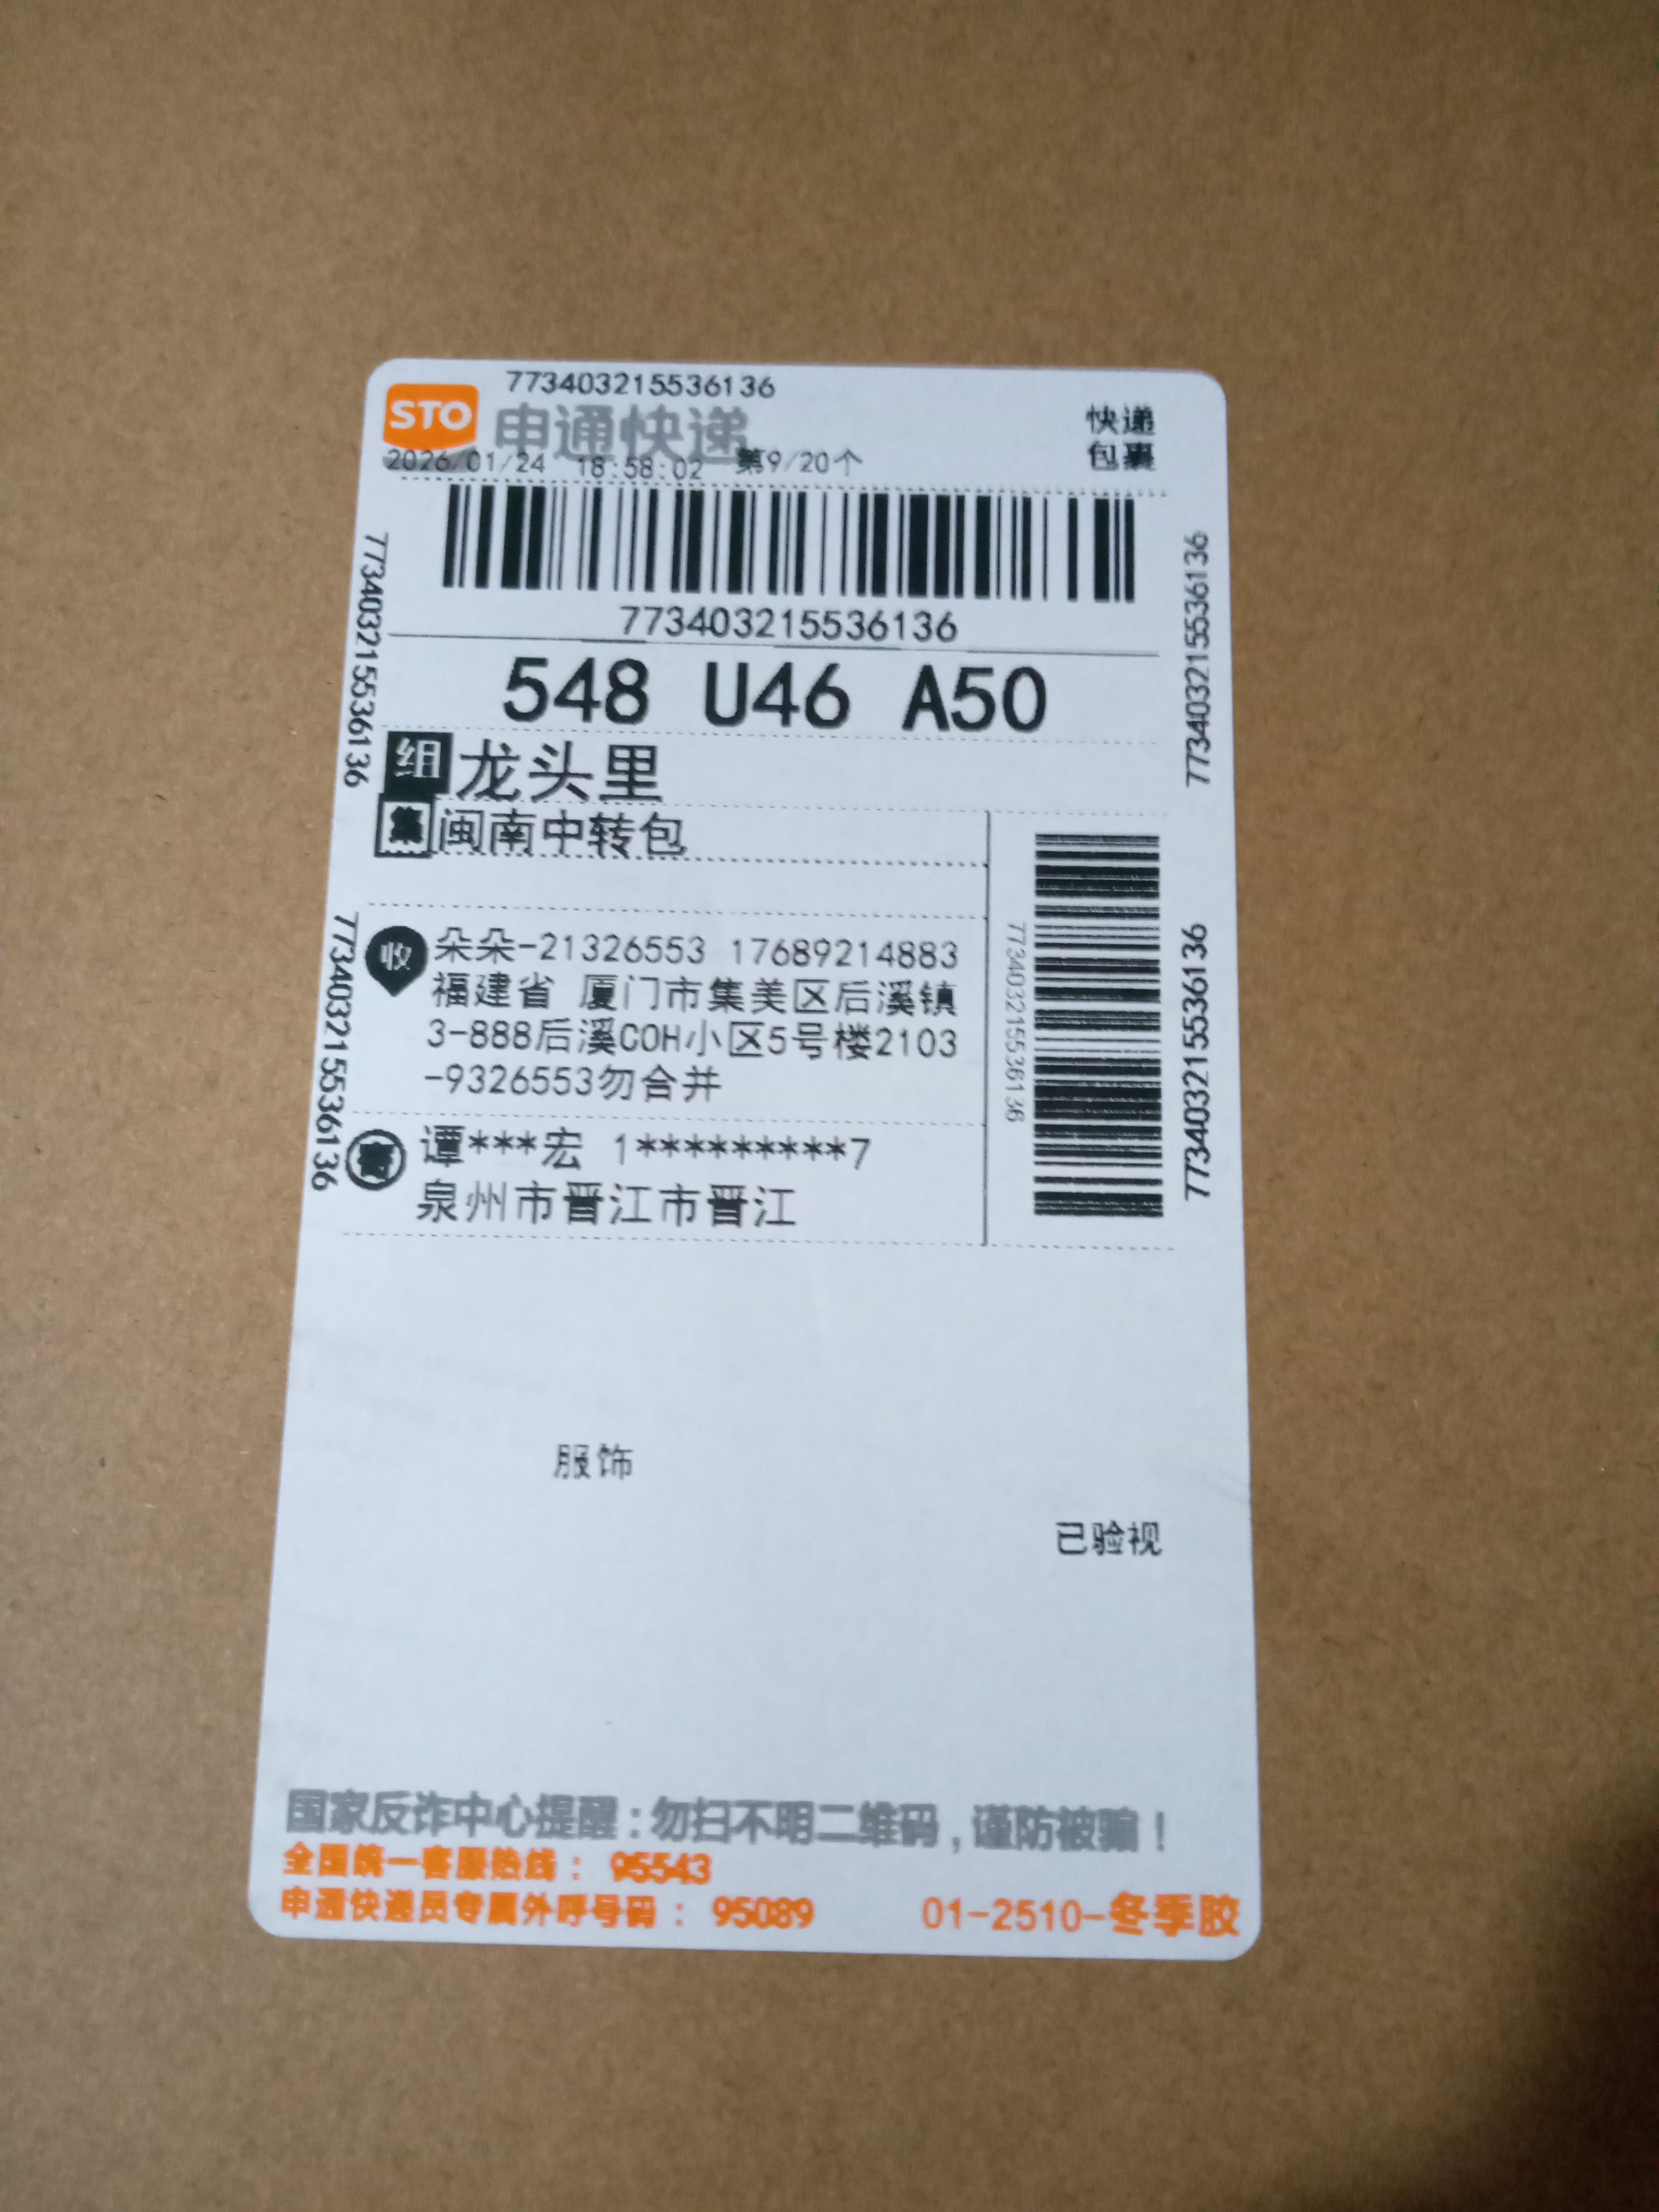 773403215536136
STO 申通快递
快递
包裹
2026/01/24 18:58:02 第9/20个
773403215536136
548 U46 A50
组 龙头里
集 闽南中转包
收 朵朵-21326553 17689214883
福建省 厦门市集美区后溪镇
3-888后溪COH小区5号楼2103
-9326553勿合并
谭***宏 1*********7
泉州市晋江市晋江
773403215536136
773403215536136
773403215536136
773403215536136
773403215536136
服饰
已验视
国家反诈中心提醒:勿扫不明二维码,谨防被骗!
全国统一客服热线: 95543
申通快递员专属外呼号码: 95089
01-2510-冬季胶